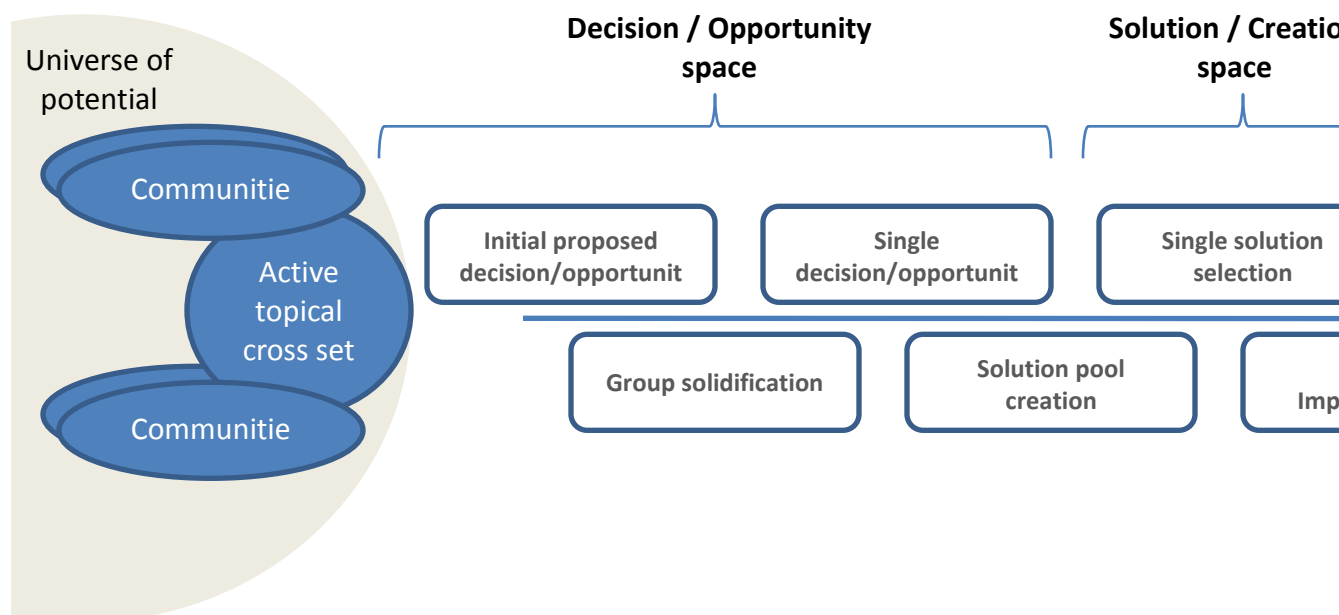 Decision / Opportunity
space
Solution / Creatio
space
Universe of
potential
Communitie
Active
topical
cross set
Communitie
Initial proposed
decision/opportunit
Single
decision/opportunit
Single solution
selection
Group solidification
Solution pool
creation
Imp